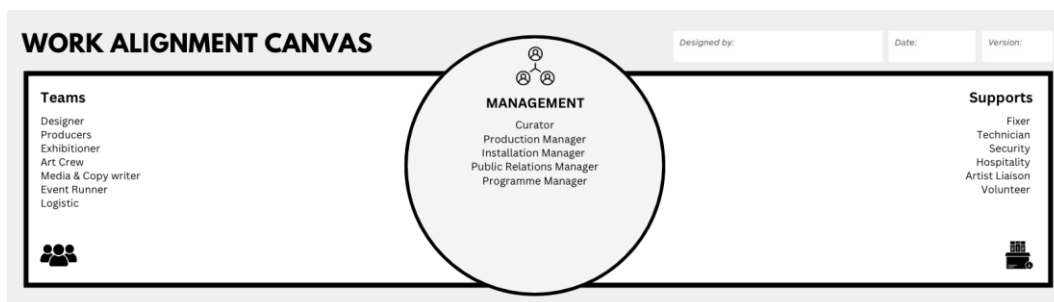 WORK ALIGNMENT CANVAS
Designed by:
Date:
Version:
Teams
Designer
Producers
Exhibitioner
Art Crew
Media & Copy writer
Event Runner
Logistic
MANAGEMENT
Curator
Production Manager
Installation Manager
Public Relations Manager
Programme Manager
Supports
Fixer
Technician
Security
Hospitality
Artist Liaison
Volunteer